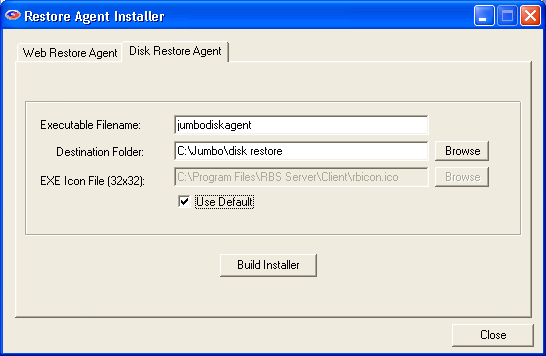 Restore Agent Installer
Web Restore Agent Disk Restore Agent
Executable Filename: jumbodiskagent
Destination Folder: C:\Jumbo\disk restore Browse
EXE Icon File (32x32): C:\Program Files\RBS Server\Client\rbicon.ico Browse
Use Default
Build Installer
Close